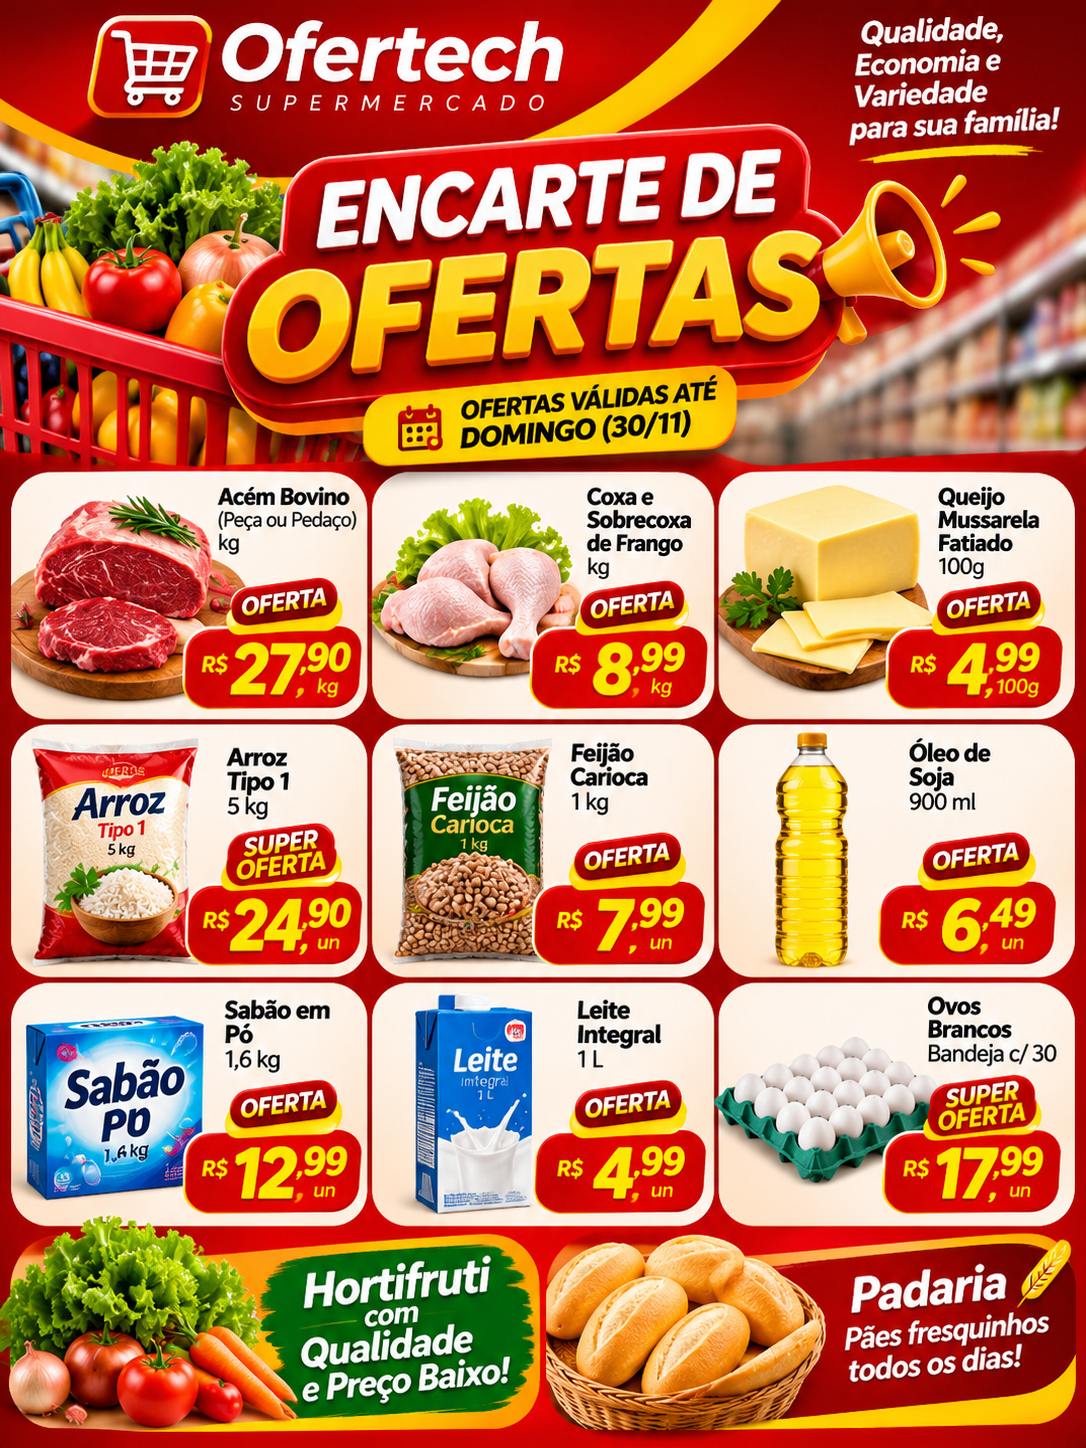 Ofertech
SUPERMERCADO
Qualidade,
Economia e
Variedade
para sua família!
ENCARTE DE
OFERTAS
OFERTAS VÁLIDAS ATÉ
DOMINGO (30/11)
Acém Bovino
(Peça ou Pedaço)
kg
OFERTA
R$ 27,90 kg
Coxa e
Sobrecoxa
de Frango
kg
OFERTA
R$ 8,99 kg
Queijo
Mussarela
Fatiado
100g
OFERTA
R$ 4,99 100g
Arroz
Tipo 1
5 kg
Arroz
Tipo 1
5 kg
SUPER
OFERTA
R$ 24,90 un
Feijão
Carioca
1 kg
Feijão
Carioca
1 kg
OFERTA
R$ 7,99 un
Óleo de
Soja
900 ml
OFERTA
R$ 6,49 un
Sabão em
Pó
1,6 kg
Sabão
PO
1,6 kg
OFERTA
R$ 12,99 un
Leite
Integral
1 L
Leite
Integral
1 L
OFERTA
R$ 4,99 un
Ovos
Brancos
Bandeja c/ 30
SUPER
OFERTA
R$ 17,99 un
Hortifruti
com
Qualidade
e Preço Baixo!
Padaria
Pães fresquinhos
todos os dias!